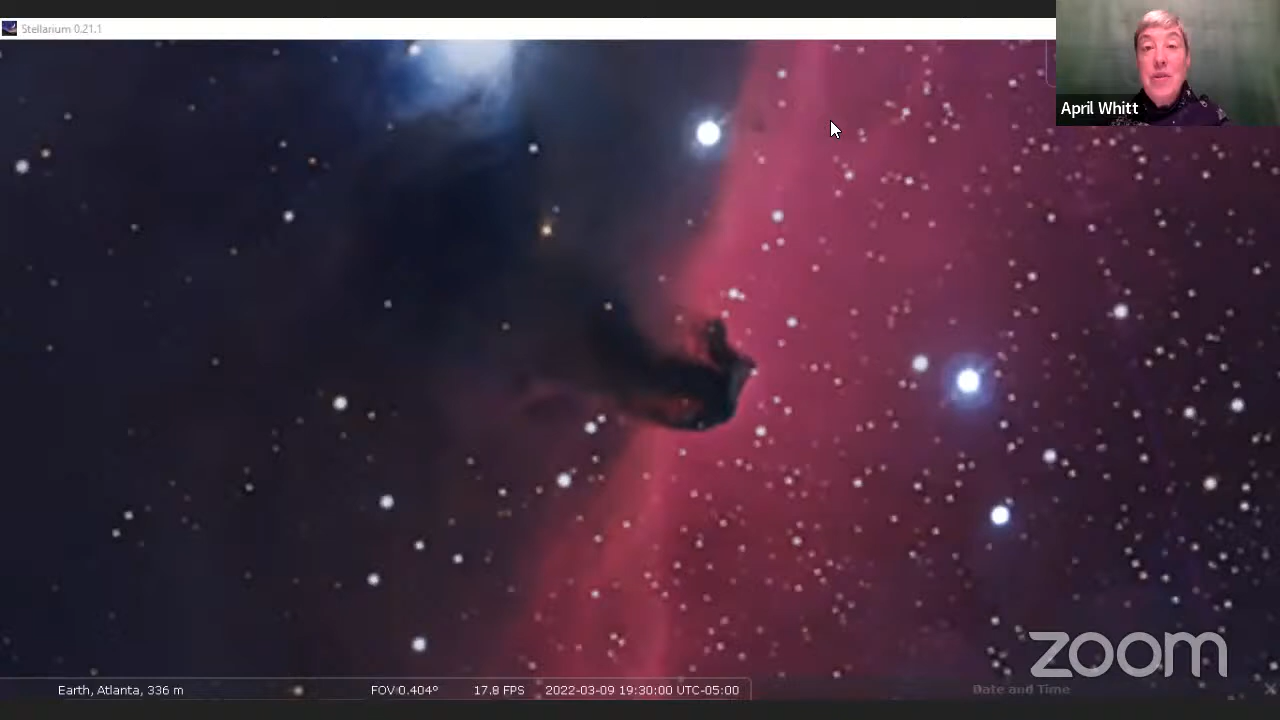 Stellarium 0.21.1
April Whitt
zoom
Earth, Atlanta, 336 m
FOV 0.404°
17.8 FPS
2022-03-09 19:30:00 UTC-05:00
Date and Time